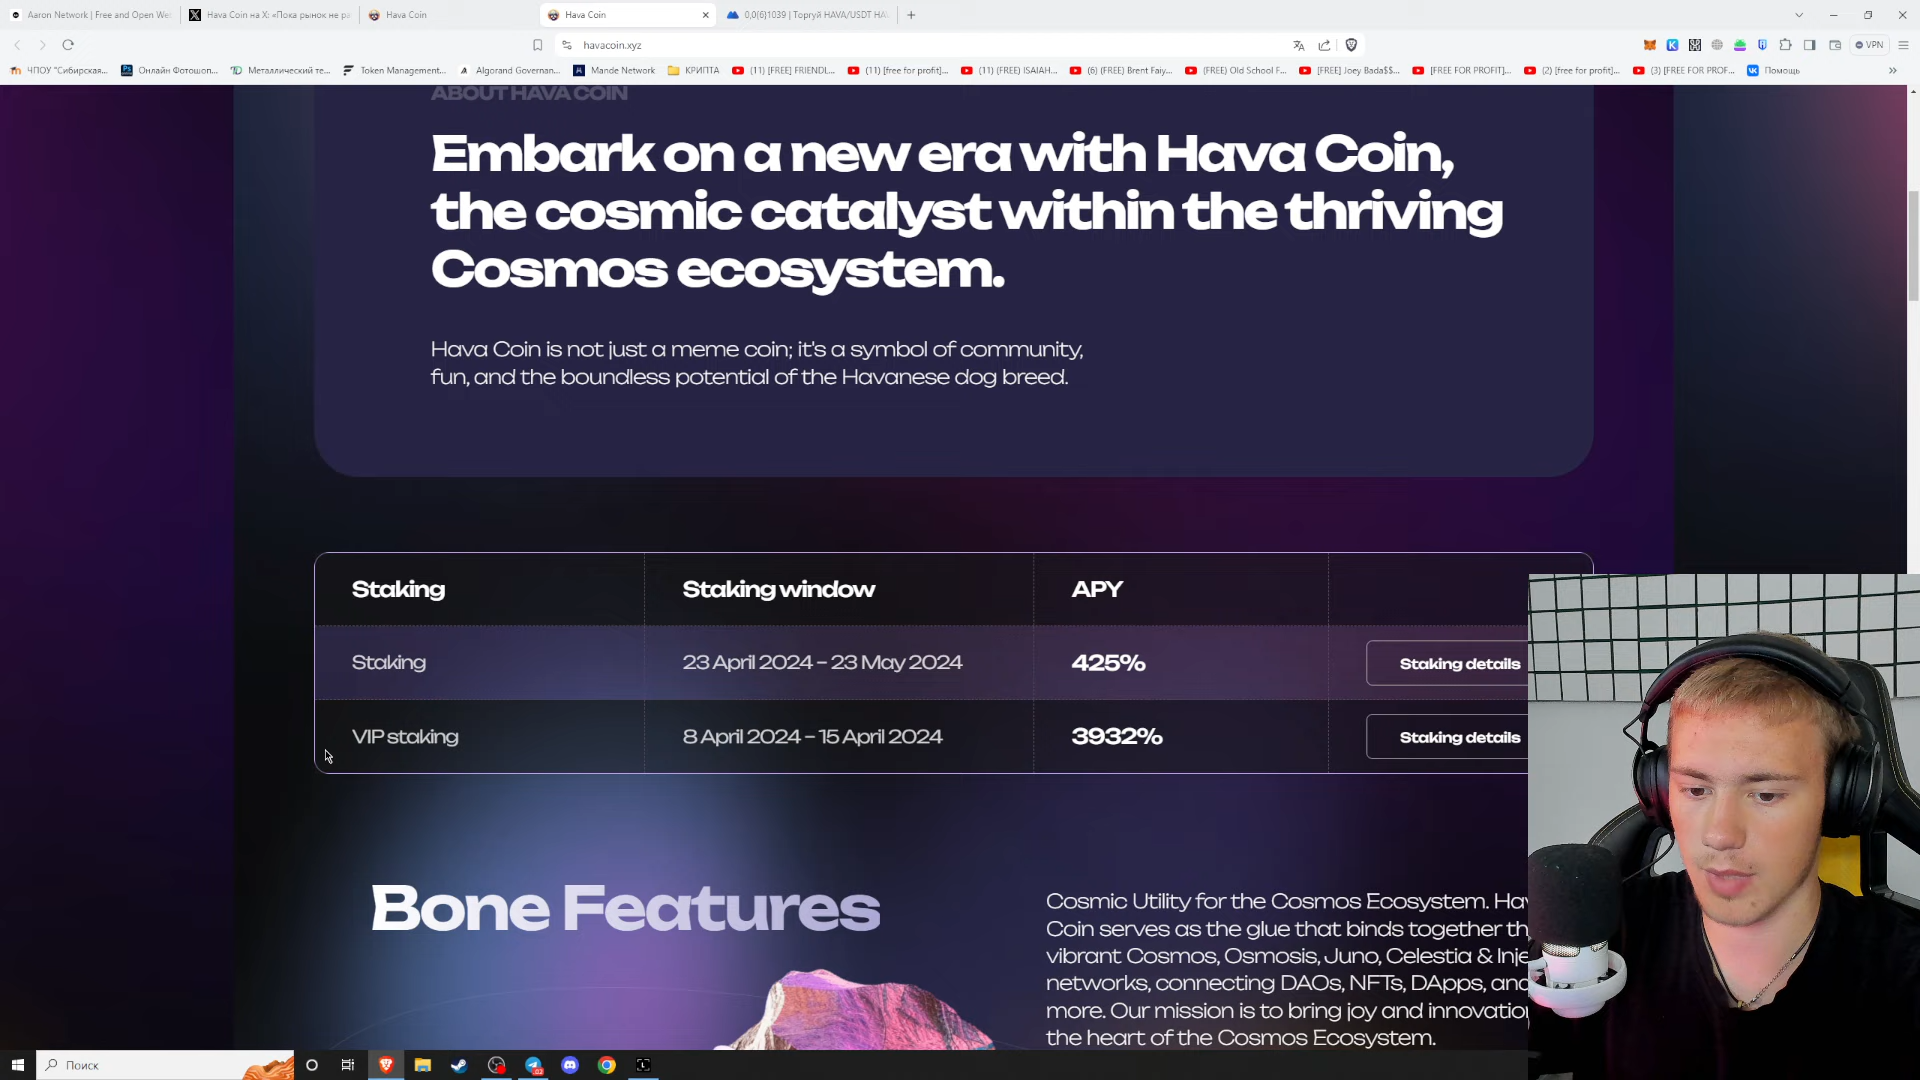 Aaron Network | Free and Open We
Hava Coin на X: «Пока рынок не ра
Hava Coin
Hava Coin
0,0(6)1039 | Торгуй HAVA/USDT HA
havacoin.xyz
VPN
ЧПОУ "Сибирская...
Онлайн Фотошоп...
Металлический те...
Token Management...
Algorand Governan...
Mande Network
КРИПТА
(11) [FREE] FRIENDL...
(11) [free for profit]...
(11) (FREE) ISAIAH...
(6) (FREE) Brent Faiy...
(FREE) Old School F...
[FREE] Joey Bada$$...
[FREE FOR PROFIT]...
(2) [free for profit]...
(3) [FREE FOR PROF...
Помощь
ABOUT HAVA COIN
Embark on a new era with Hava Coin,
the cosmic catalyst within the thriving
Cosmos ecosystem.
Hava Coin is not just a meme coin; it's a symbol of community,
fun, and the boundless potential of the Havanese dog breed.
Staking Staking window APY
Staking 23 April 2024 – 23 May 2024 425% Staking details
VIP staking 8 April 2024 – 15 April 2024 3932% Staking details
Bone Features
Cosmic Utility for the Cosmos Ecosystem. Hav
Coin serves as the glue that binds together th
vibrant Cosmos, Osmosis, Juno, Celestia & Inje
networks, connecting DAOs, NFTs, DApps, and
more. Our mission is to bring joy and innovation
the heart of the Cosmos Ecosystem.
Поиск